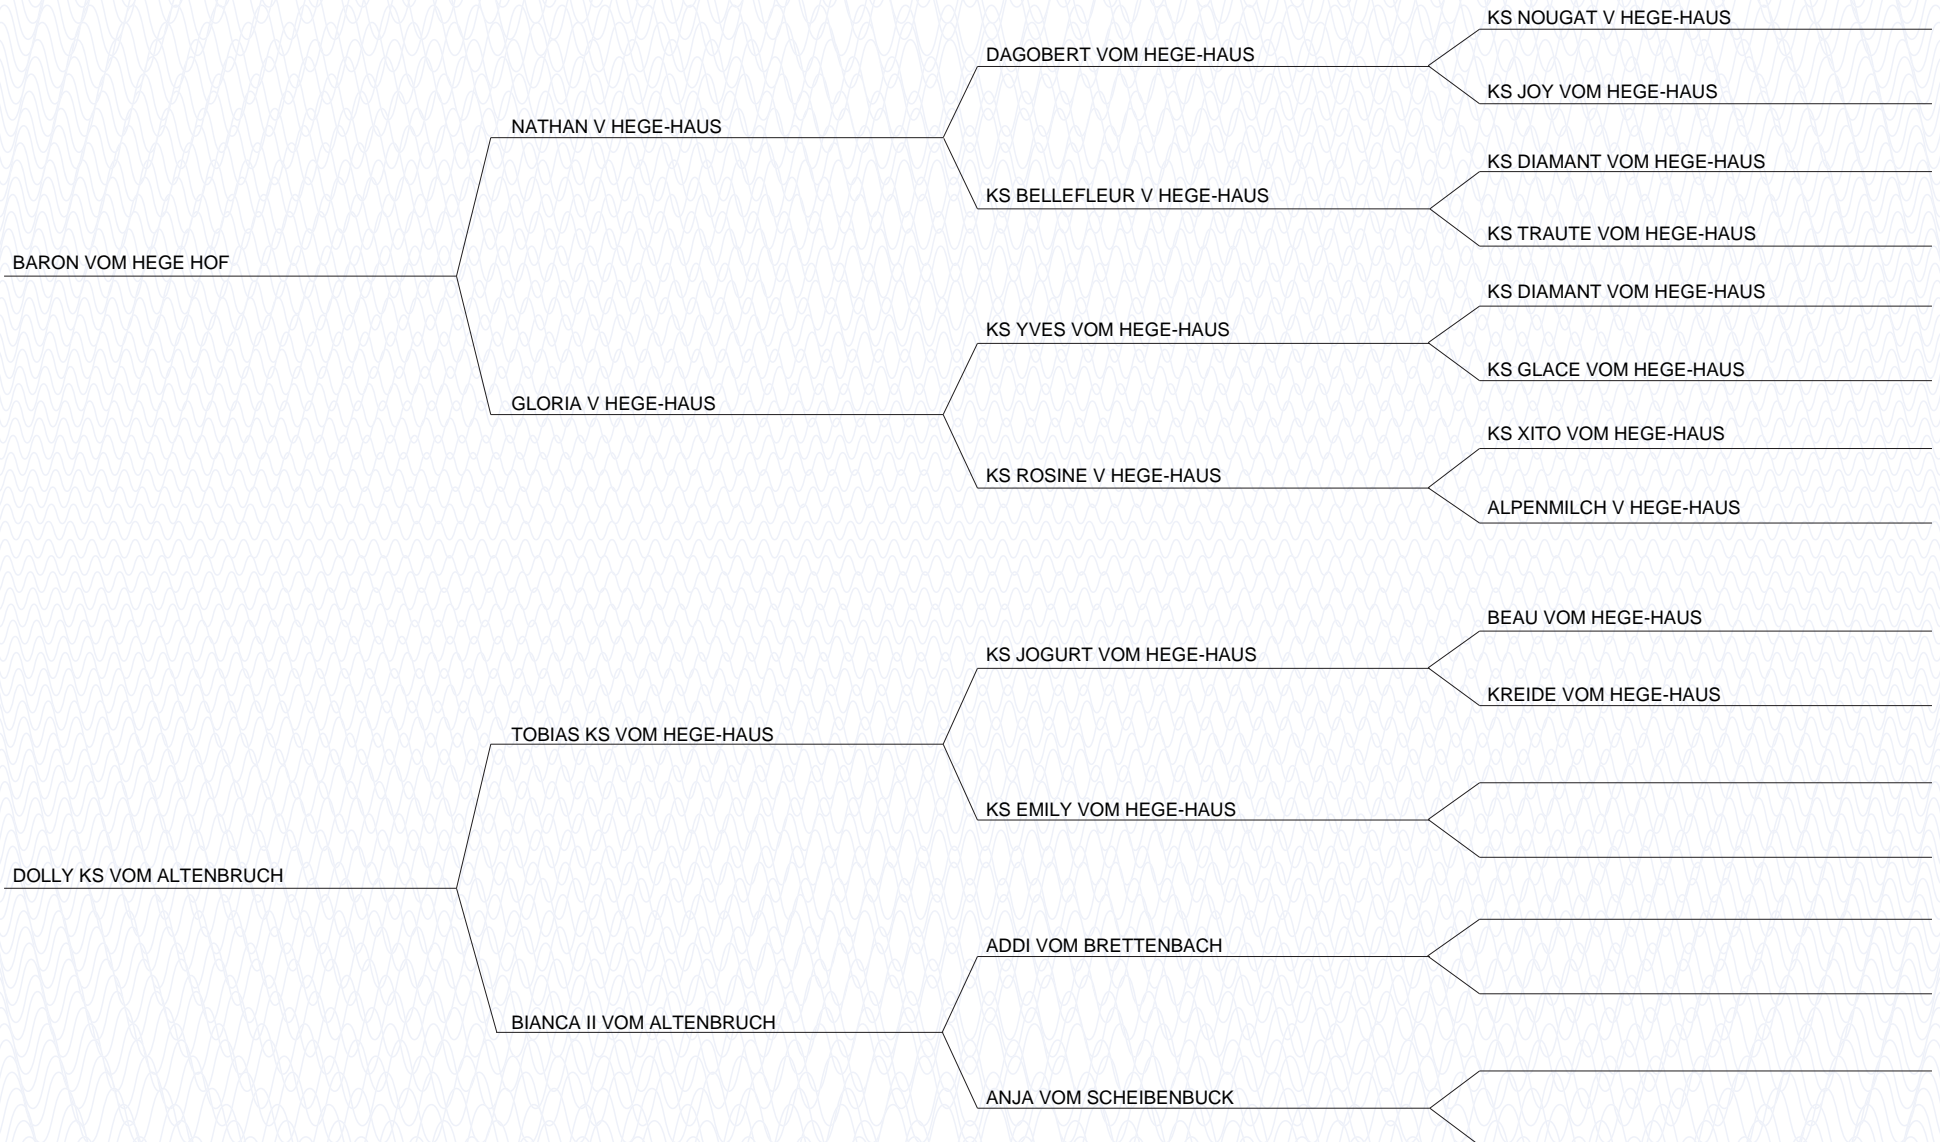 KS NOUGAT V HEGE-HAUS
DAGOBERT VOM HEGE-HAUS
KS JOY VOM HEGE-HAUS
NATHAN V HEGE-HAUS
KS DIAMANT VOM HEGE-HAUS
KS BELLEFLEUR V HEGE-HAUS
KS TRAUTE VOM HEGE-HAUS
BARON VOM HEGE HOF
KS DIAMANT VOM HEGE-HAUS
KS YVES VOM HEGE-HAUS
KS GLACE VOM HEGE-HAUS
GLORIA V HEGE-HAUS
KS XITO VOM HEGE-HAUS
KS ROSINE V HEGE-HAUS
ALPENMILCH V HEGE-HAUS
BEAU VOM HEGE-HAUS
KS JOGURT VOM HEGE-HAUS
KREIDE VOM HEGE-HAUS
TOBIAS KS VOM HEGE-HAUS
KS EMILY VOM HEGE-HAUS
DOLLY KS VOM ALTENBRUCH
ADDI VOM BRETTENBACH
BIANCA II VOM ALTENBRUCH
ANJA VOM SCHEIBENBUCK